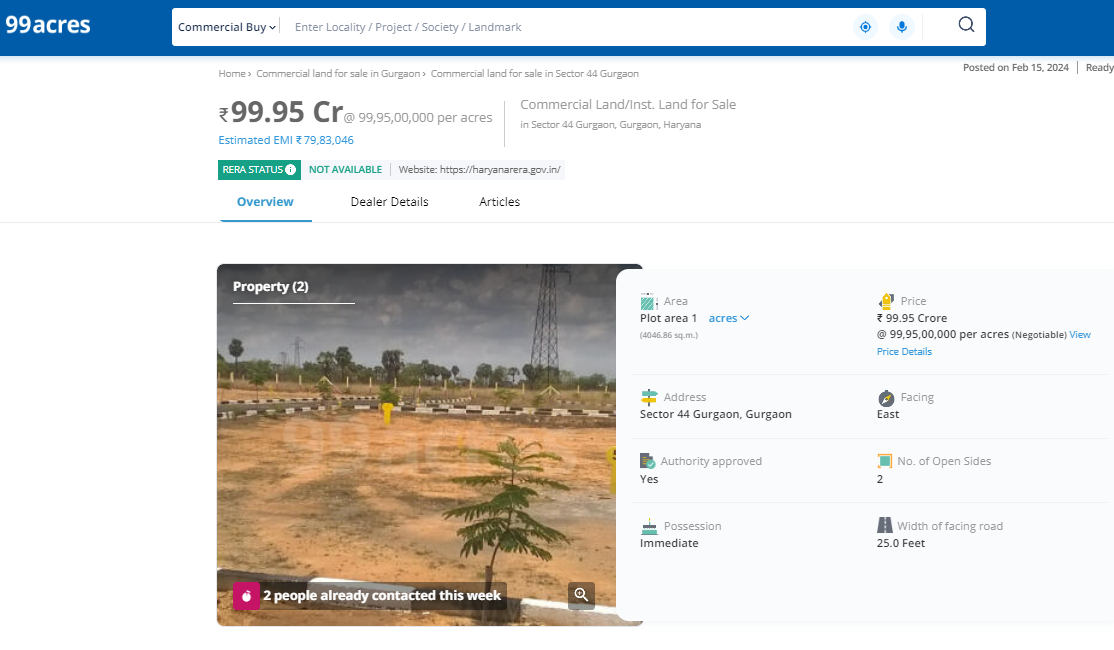 99acres
Commercial Buy
Enter Locality / Project / Society / Landmark
Home › Commercial land for sale in Gurgaon › Commercial land for sale in Sector 44 Gurgaon
Posted on Feb 15, 2024 | Ready
₹99.95 Cr @ 99,95,00,000 per acres
Estimated EMI ₹ 79,83,046
Commercial Land/Inst. Land for Sale
in Sector 44 Gurgaon, Gurgaon, Haryana
RERA STATUS NOT AVAILABLE | Website: https://haryanarera.gov.in/
Overview Dealer Details Articles
Property (2)
2 people already contacted this week
Area
Plot area 1 acres
(4046.86 sq.m.)
Price
₹ 99.95 Crore
@ 99,95,00,000 per acres (Negotiable) View
Price Details
Address
Sector 44 Gurgaon, Gurgaon
Facing
East
Authority approved
Yes
No. of Open Sides
2
Possession
Immediate
Width of facing road
25.0 Feet